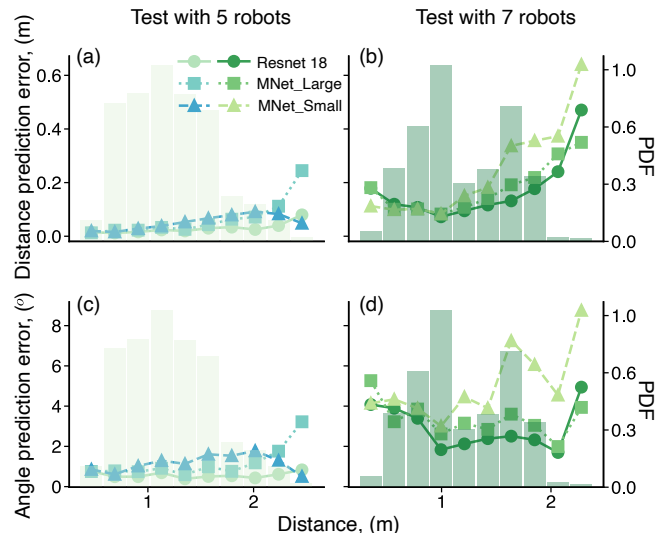 Test with 5 robots
Test with 7 robots
(a)
(b)
Resnet 18
MNet_Large
MNet_Small
Distance prediction error, (m)
0.6
0.4
0.2
0.0
1.0
0.6
0.3
0.0
PDF
(c)
(d)
Angle prediction error, (°)
8
6
4
2
0
1.0
0.6
0.3
0.0
PDF
1
2
1
2
Distance, (m)